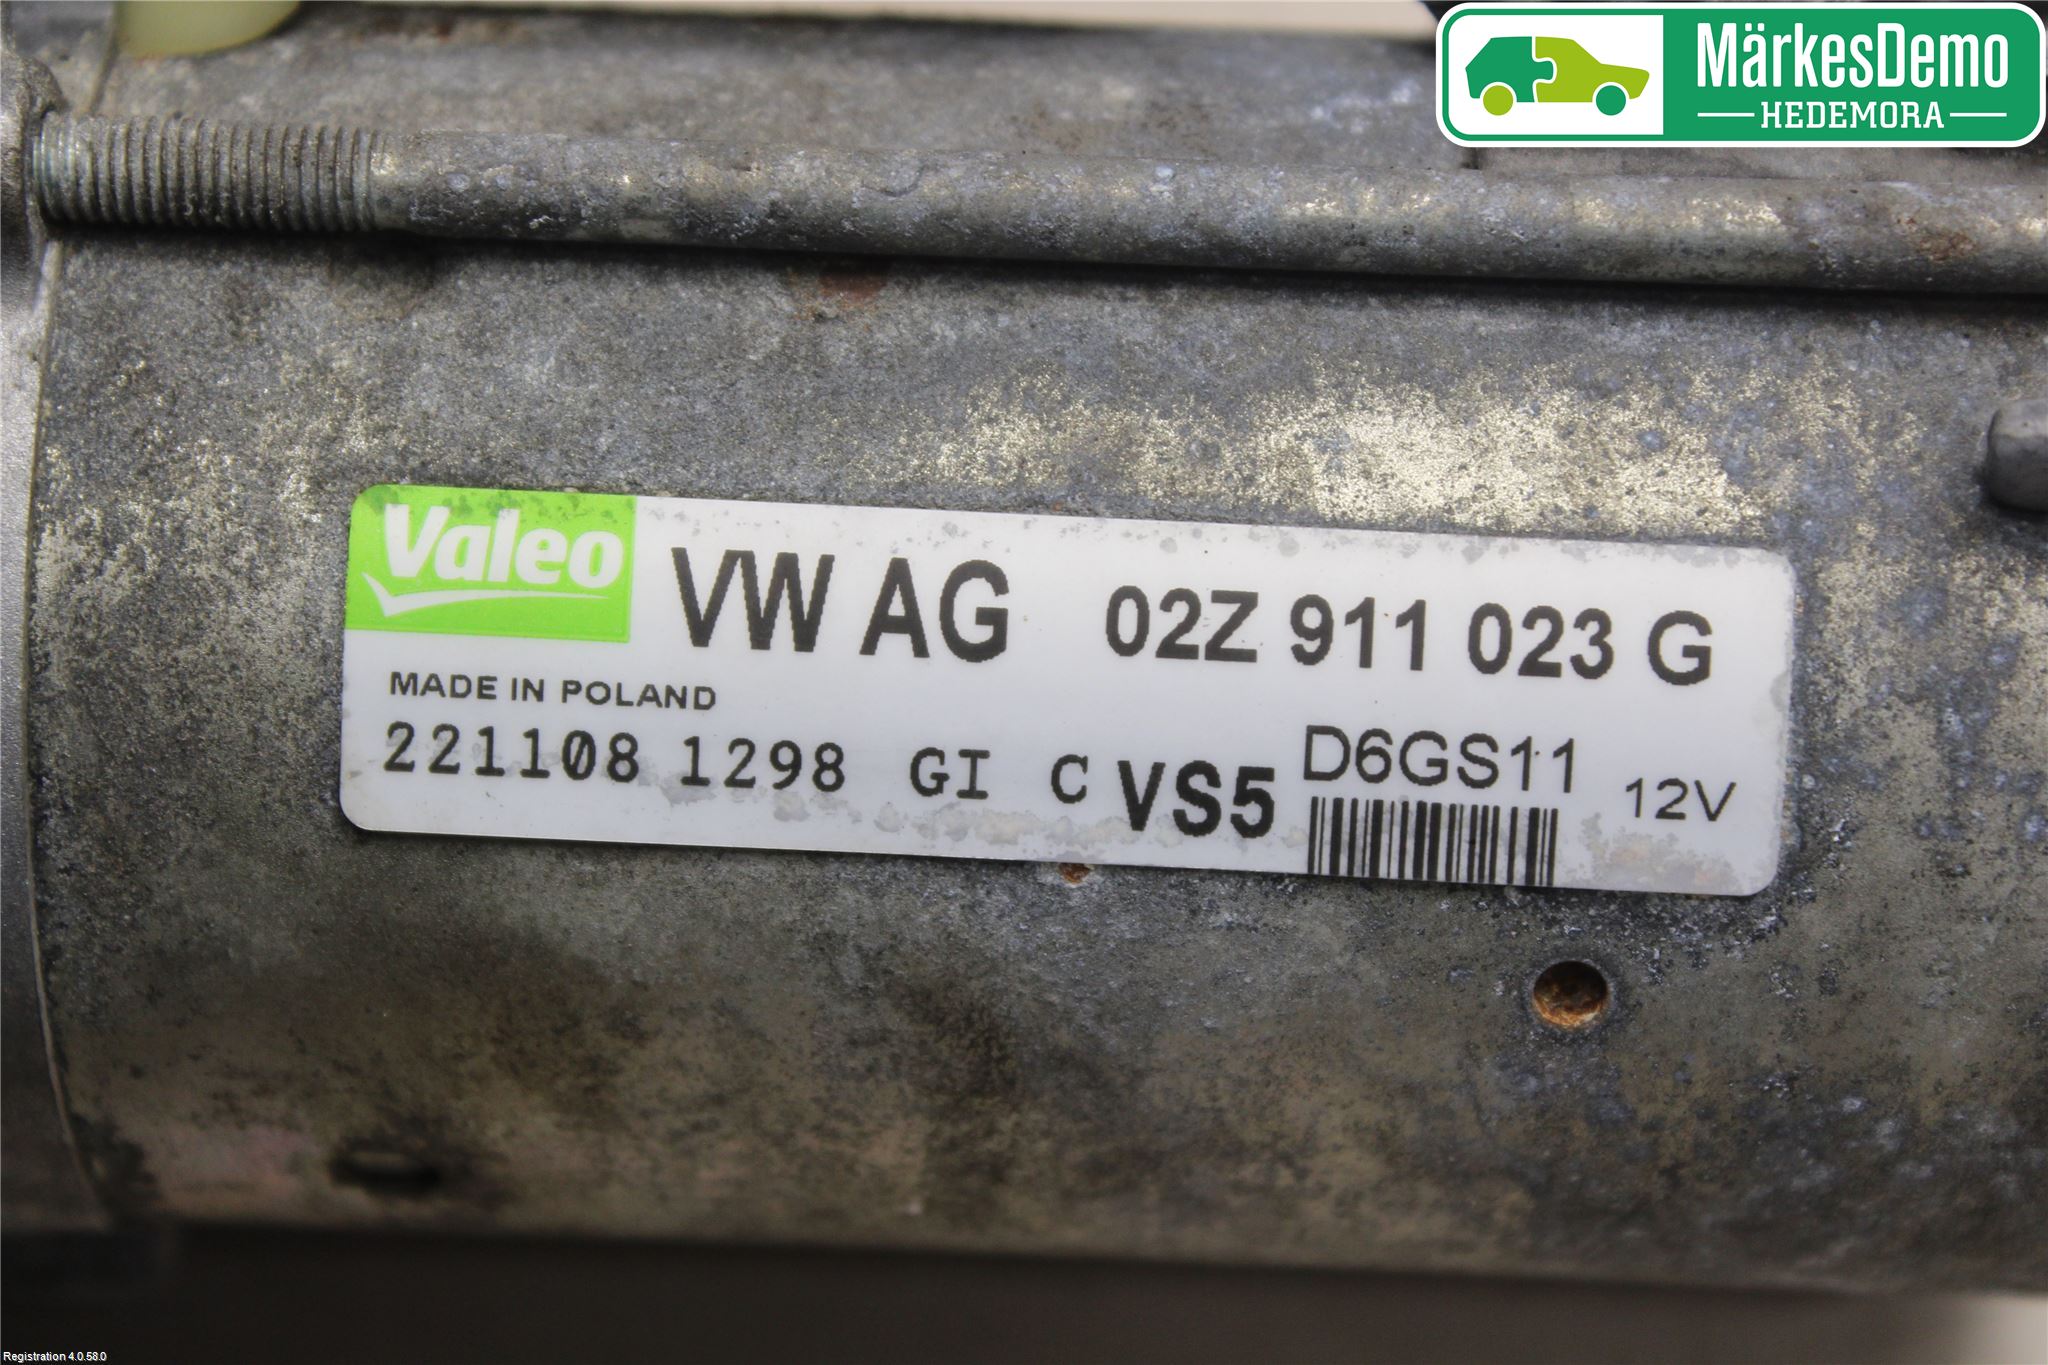 MärkesDemo
HEDEMORA
Valeo VW AG 02Z 911 023 G
MADE IN POLAND
221108 1298 GI C VS5 D6GS11 12V
Registration 4.0.58.0